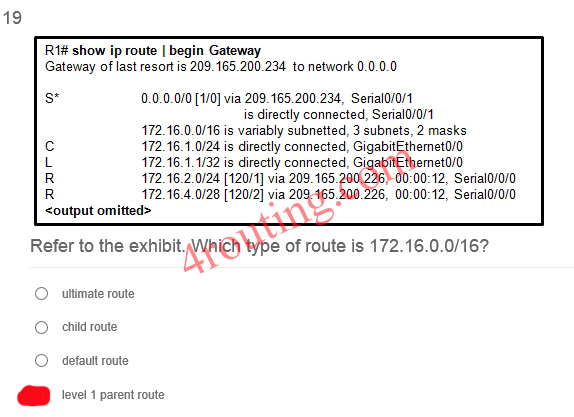 19
R1# show ip route | begin Gateway
Gateway of last resort is 209.165.200.234 to network 0.0.0.0
S* 0.0.0.0/0 [1/0] via 209.165.200.234, Serial0/0/1
is directly connected, Serial0/0/1
172.16.0.0/16 is variably subnetted, 3 subnets, 2 masks
C 172.16.1.0/24 is directly connected, GigabitEthernet0/0
L 172.16.1.1/32 is directly connected, GigabitEthernet0/0
R 172.16.2.0/24 [120/1] via 209.165.200.226, 00:00:12, Serial0/0/0
R 172.16.4.0/28 [120/2] via 209.165.200.226, 00:00:12, Serial0/0/0
<output omitted>
4routing.com
Refer to the exhibit. Which type of route is 172.16.0.0/16?
ultimate route
child route
default route
level 1 parent route